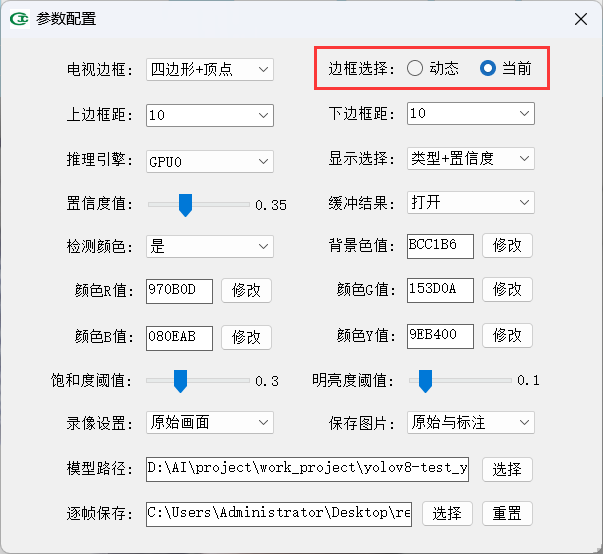 参数配置
电视边框： 四边形+顶点 边框选择： 动态 当前
上边框距： 10 下边框距： 10
推理引擎： GPU0 显示选择： 类型+置信度
置信度值： 0.35 缓冲结果： 打开
检测颜色： 是 背景色值： BCC1B6 修改
颜色R值： 970B0D 修改 颜色G值： 153D0A 修改
颜色B值： 080EAB 修改 颜色Y值： 9EB400 修改
饱和度阈值： 0.3 明亮度阈值： 0.1
录像设置： 原始画面 保存图片： 原始与标注
模型路径： D:\AI\project\work_project\yolov8-test_y 选择
逐帧保存： C:\Users\Administrator\Desktop\re 选择 重置